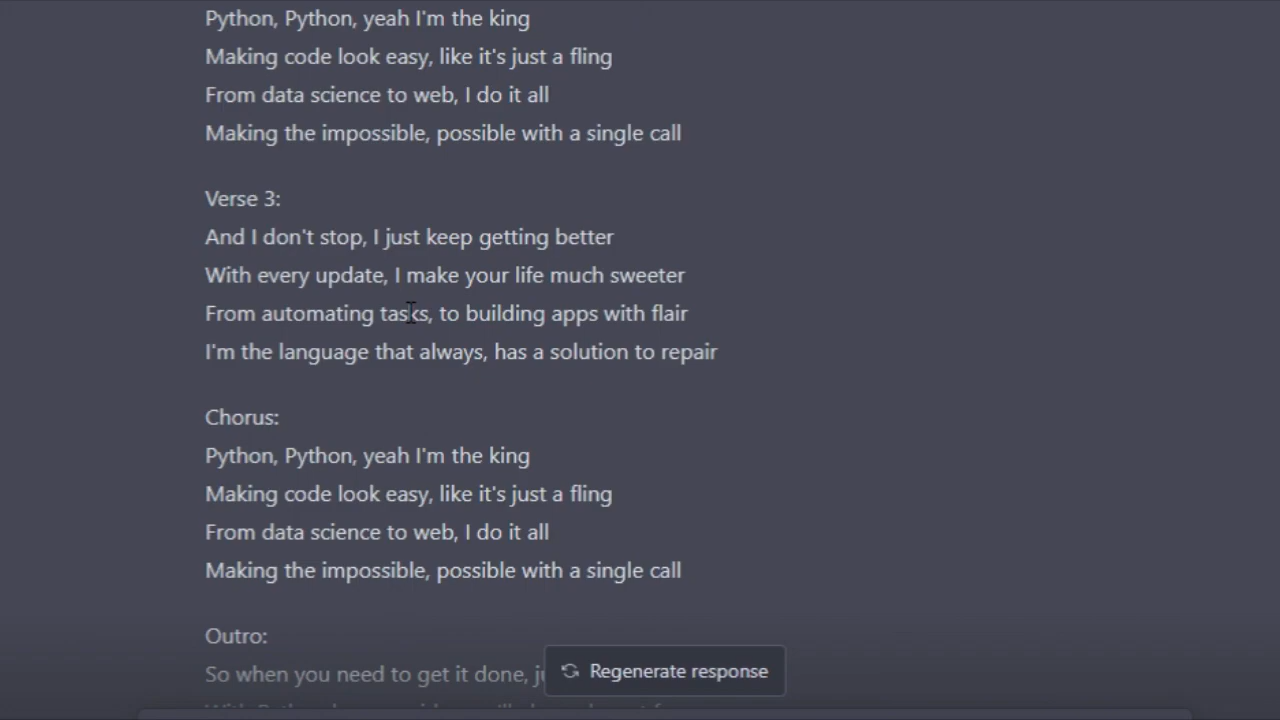 Python, Python, yeah I'm the king
Making code look easy, like it's just a fling
From data science to web, I do it all
Making the impossible, possible with a single call
Verse 3:
And I don't stop, I just keep getting better
With every update, I make your life much sweeter
From automating tasks, to building apps with flair
I'm the language that always, has a solution to repair
Chorus:
Python, Python, yeah I'm the king
Making code look easy, like it's just a fling
From data science to web, I do it all
Making the impossible, possible with a single call
Outro:
So when you need to get it done,
Regenerate response